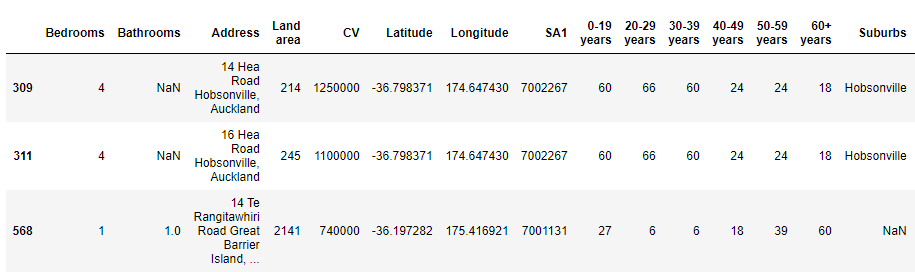 Bedrooms Bathrooms Address Land area CV Latitude Longitude SA1 0-19 years 20-29 years 30-39 years 40-49 years 50-59 years 60+ years Suburbs
309 4 NaN 14 Hea Road Hobsonville, Auckland 214 1250000 -36.798371 174.647430 7002267 60 66 60 24 24 18 Hobsonville
311 4 NaN 16 Hea Road Hobsonville, Auckland 245 1100000 -36.798371 174.647430 7002267 60 66 60 24 24 18 Hobsonville
568 1 1.0 14 Te Rangitawhiri Road Great Barrier Island, ... 2141 740000 -36.197282 175.416921 7001131 27 6 6 18 39 60 NaN